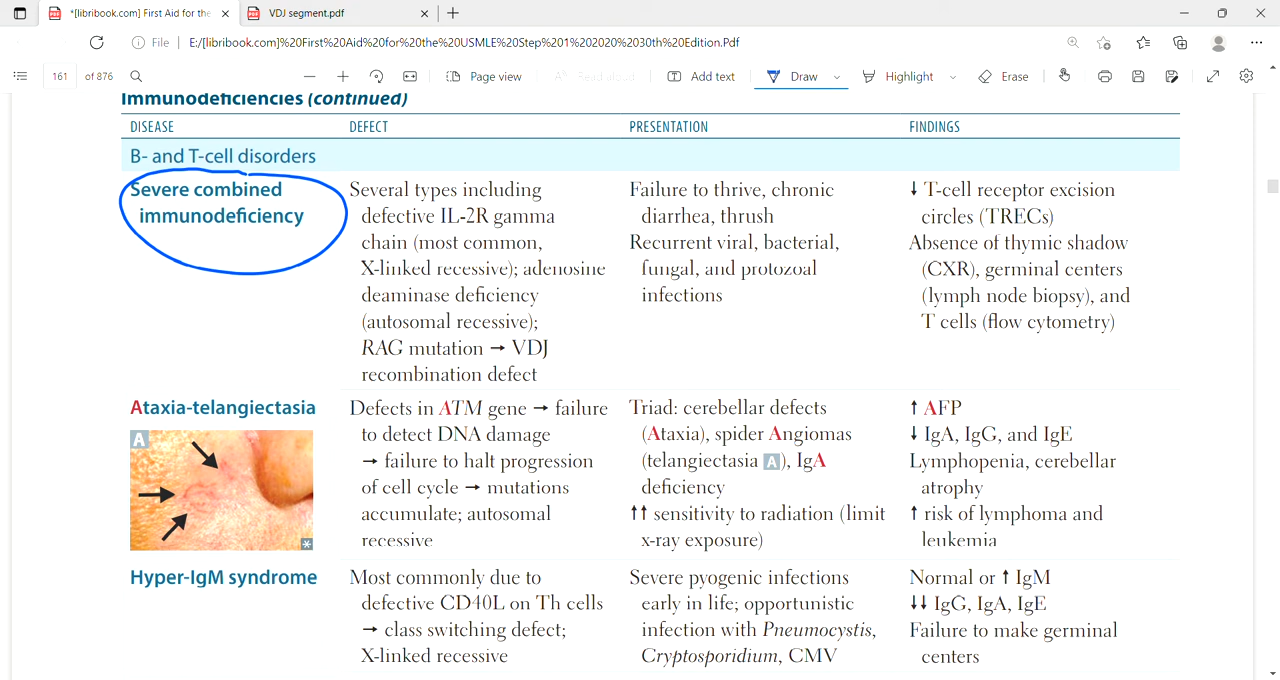 *[libribook.com] First Aid for the
VDJ segment.pdf
File
E:/[libribook.com]%20First%20Aid%20for%20the%20USMLE%20Step%201%202020%2030th%20Edition.Pdf
161 of 876
Page view
Read aloud
Add text
Draw
Highlight
Erase
Immunodeficiencies (continued)
DISEASE DEFECT PRESENTATION FINDINGS
B- and T-cell disorders
Severe combined
immunodeficiency
Several types including
defective IL-2R gamma
chain (most common,
X-linked recessive); adenosine
deaminase deficiency
(autosomal recessive);
RAG mutation → VDJ
recombination defect
Failure to thrive, chronic
diarrhea, thrush
Recurrent viral, bacterial,
fungal, and protozoal
infections
↓ T-cell receptor excision
circles (TRECs)
Absence of thymic shadow
(CXR), germinal centers
(lymph node biopsy), and
T cells (flow cytometry)
Ataxia-telangiectasia
A
Defects in ATM gene → failure
to detect DNA damage
→ failure to halt progression
of cell cycle → mutations
accumulate; autosomal
recessive
Triad: cerebellar defects
(Ataxia), spider Angiomas
(telangiectasia A), IgA
deficiency
↑↑ sensitivity to radiation (limit
x-ray exposure)
↑ AFP
↓ IgA, IgG, and IgE
Lymphopenia, cerebellar
atrophy
↑ risk of lymphoma and
leukemia
Hyper-IgM syndrome
Most commonly due to
defective CD40L on Th cells
→ class switching defect;
X-linked recessive
Severe pyogenic infections
early in life; opportunistic
infection with Pneumocystis,
Cryptosporidium, CMV
Normal or ↑ IgM
↓↓ IgG, IgA, IgE
Failure to make germinal
centers